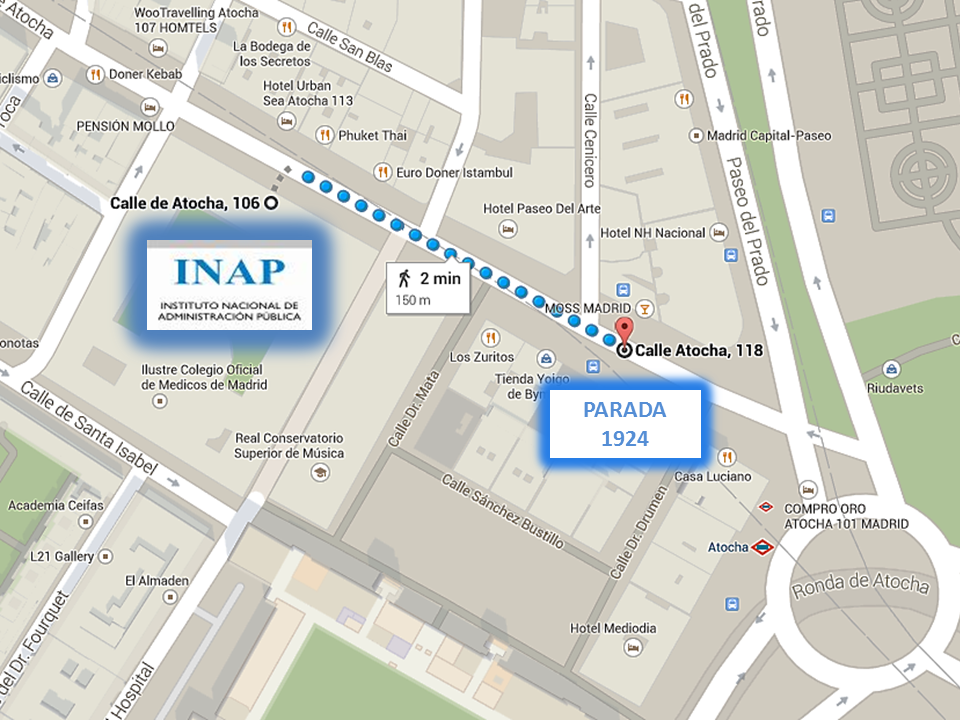 de Atocha
WooTravelling Atocha
107 HOMTELS
Calle San Blas
La Bodega de
los Secretos
iclismo
Doner Kebab
Hotel Urban
Sea Atocha 113
PENSIÓN MOLLO
Phuket Thai
Euro Doner Istambul
Calle Cenicero
del Prado
Prado
Madrid Capital-Paseo
Paseo del Prado
Calle de Atocha, 106
Hotel Paseo Del Arte
Hotel NH Nacional
INAP
INSTITUTO NACIONAL DE
ADMINISTRACIÓN PÚBLICA
2 min
150 m
MOSS MADRID
Calle Atocha, 118
onotas
Los Zuritos
Tienda Yoigo
de By
PARADA
1924
Riudavets
Ilustre Colegio Oficial
de Medicos de Madrid
Calle de Santa Isabel
Calle Dr. Mata
Real Conservatorio
Superior de Música
Casa Luciano
Calle Sánchez Bustillo
Calle Dr. Drumen
COMPRO ORO
ATOCHA 101 MADRID
Academia Ceifas
L21 Gallery
Atocha
El Almaden
Ronda de Atocha
del Dr. Fourquet
Hotel Mediodia
Hospital